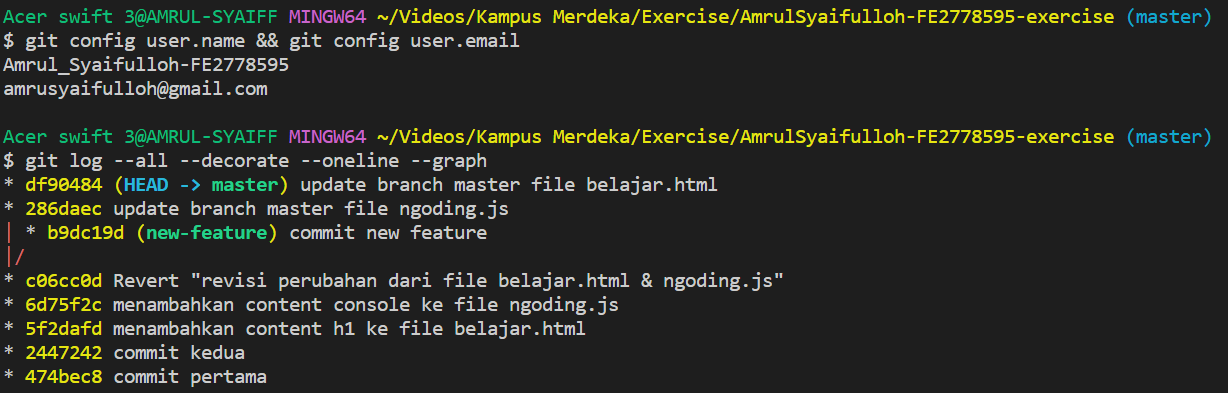 Acer swift 3@AMRUL-SYAIFF MINGW64 ~/Videos/Kampus Merdeka/Exercise/AmrulSyaifulloh-FE2778595-exercise (master)
$ git config user.name && git config user.email
Amrul_Syaifulloh-FE2778595
amrusyaifulloh@gmail.com

Acer swift 3@AMRUL-SYAIFF MINGW64 ~/Videos/Kampus Merdeka/Exercise/AmrulSyaifulloh-FE2778595-exercise (master)
$ git log --all --decorate --oneline --graph
* df90484 (HEAD -> master) update branch master file belajar.html
* 286daec update branch master file ngoding.js
| * b9dc19d (new-feature) commit new feature
|/
* c06cc0d Revert "revisi perubahan dari file belajar.html & ngoding.js"
* 6d75f2c menambahkan content console ke file ngoding.js
* 5f2dafd menambahkan content h1 ke file belajar.html
* 2447242 commit kedua
* 474bec8 commit pertama